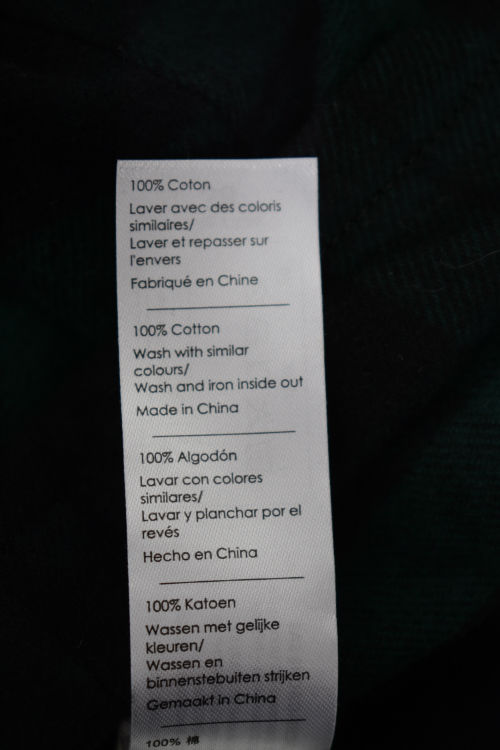 100% Coton
Laver avec des coloris
similaires/
Laver et repasser sur
l'envers
Fabriqué en Chine
100% Cotton
Wash with similar
colours/
Wash and iron inside out
Made in China
100% Algodón
Lavar con colores
similares/
Lavar y planchar por el
revés
Hecho en China
100% Katoen
Wassen met gelijke
kleuren/
Wassen en
binnenstebuiten strijken
Gemaakt in China
100% 棉